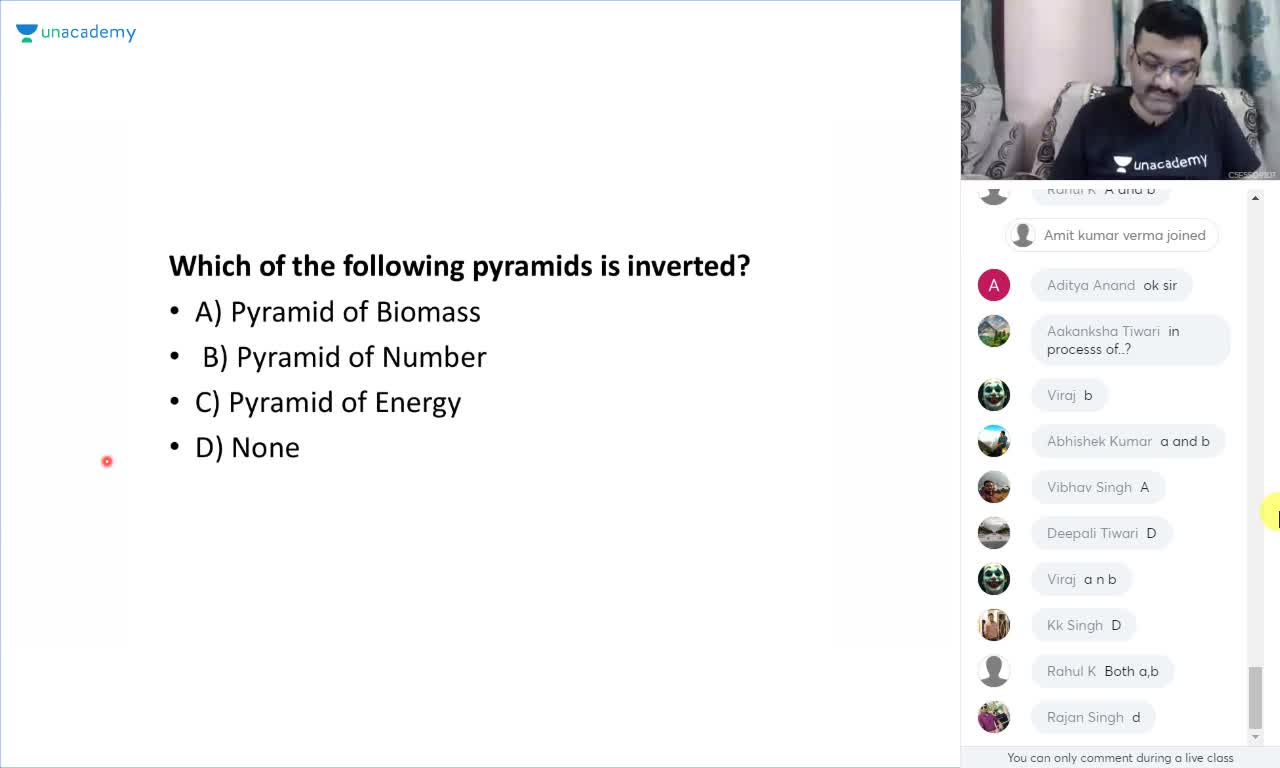 unacademy
Which of the following pyramids is inverted?
• A) Pyramid of Biomass
• B) Pyramid of Number
• C) Pyramid of Energy
• D) None
unacademy
Rahul K A and b
Amit kumar verma joined
A
Aditya Anand ok sir
Aakanksha Tiwari in
processs of..?
Viraj b
Abhishek Kumar a and b
Vibhav Singh A
Deepali Tiwari D
Viraj a n b
Kk Singh D
Rahul K Both a,b
Rajan Singh d
You can only comment during a live class